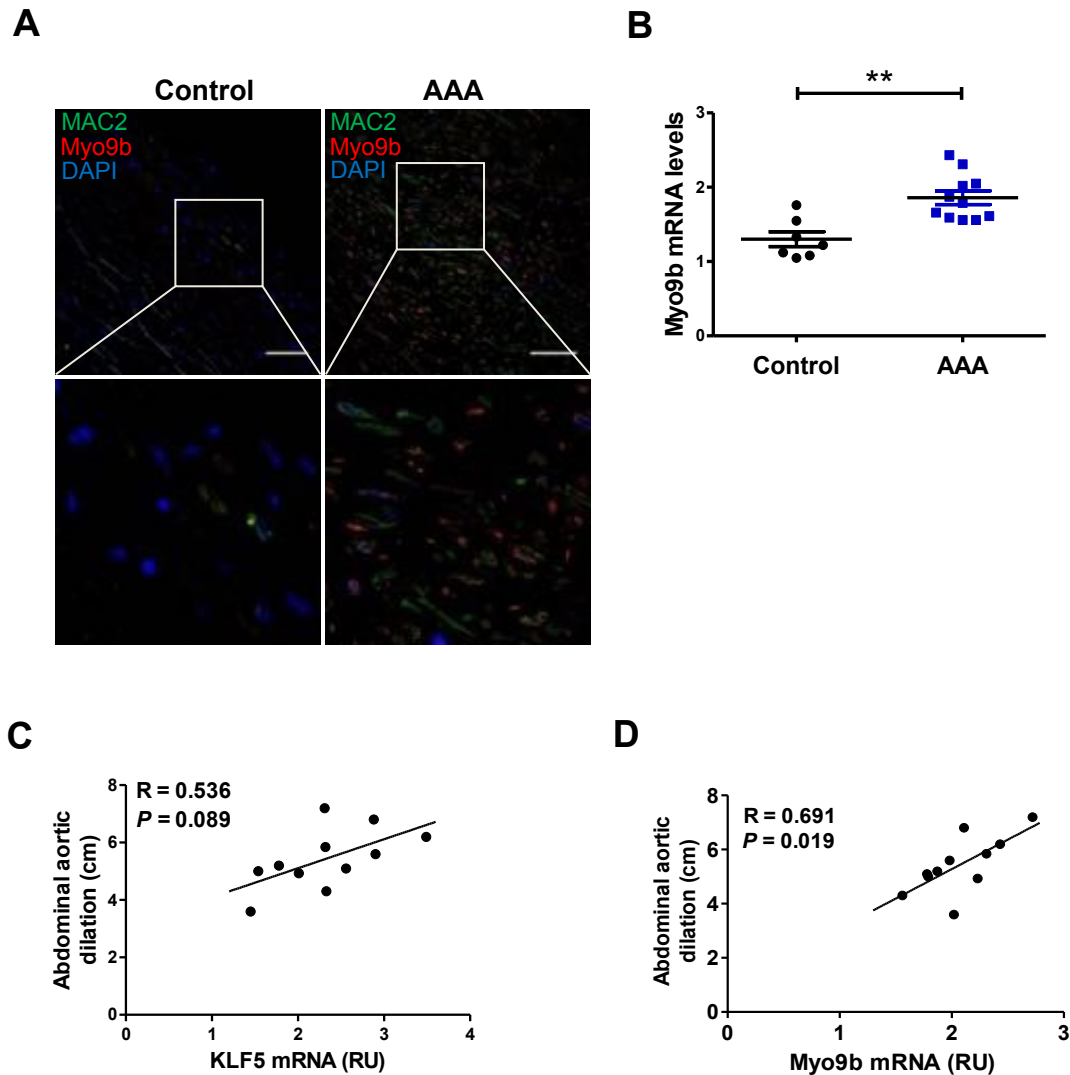 A
Control
AAA
MAC2
Myo9b
DAPI
MAC2
Myo9b
DAPI
B
**
Myo9b mRNA levels
3
2
1
0
Control
AAA
C
R = 0.536
P = 0.089
Abdominal aortic
dilation (cm)
8
6
4
2
0
0
1
2
3
4
KLF5 mRNA (RU)
D
R = 0.691
P = 0.019
Abdominal aortic
dilation (cm)
8
6
4
2
0
0
1
2
3
Myo9b mRNA (RU)